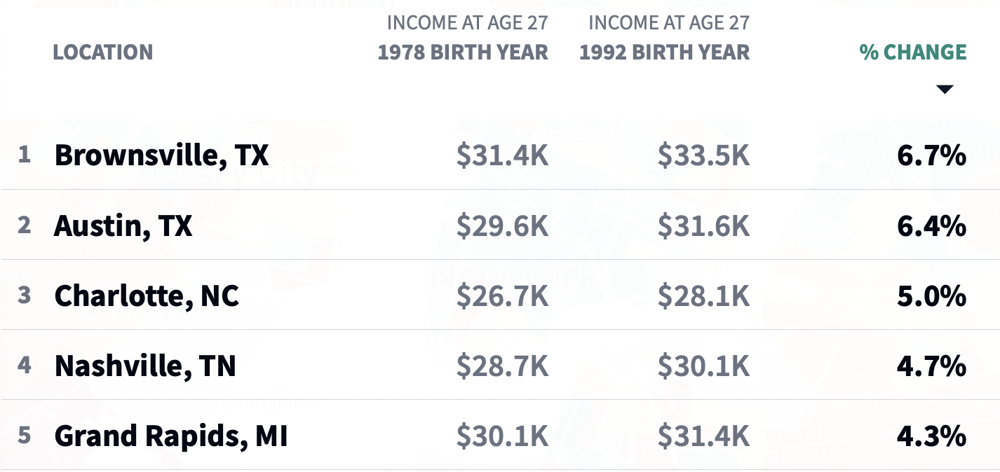 INCOME AT AGE 27 INCOME AT AGE 27
LOCATION 1978 BIRTH YEAR 1992 BIRTH YEAR % CHANGE
1 Brownsville, TX $31.4K $33.5K 6.7%
2 Austin, TX $29.6K $31.6K 6.4%
3 Charlotte, NC $26.7K $28.1K 5.0%
4 Nashville, TN $28.7K $30.1K 4.7%
5 Grand Rapids, MI $30.1K $31.4K 4.3%